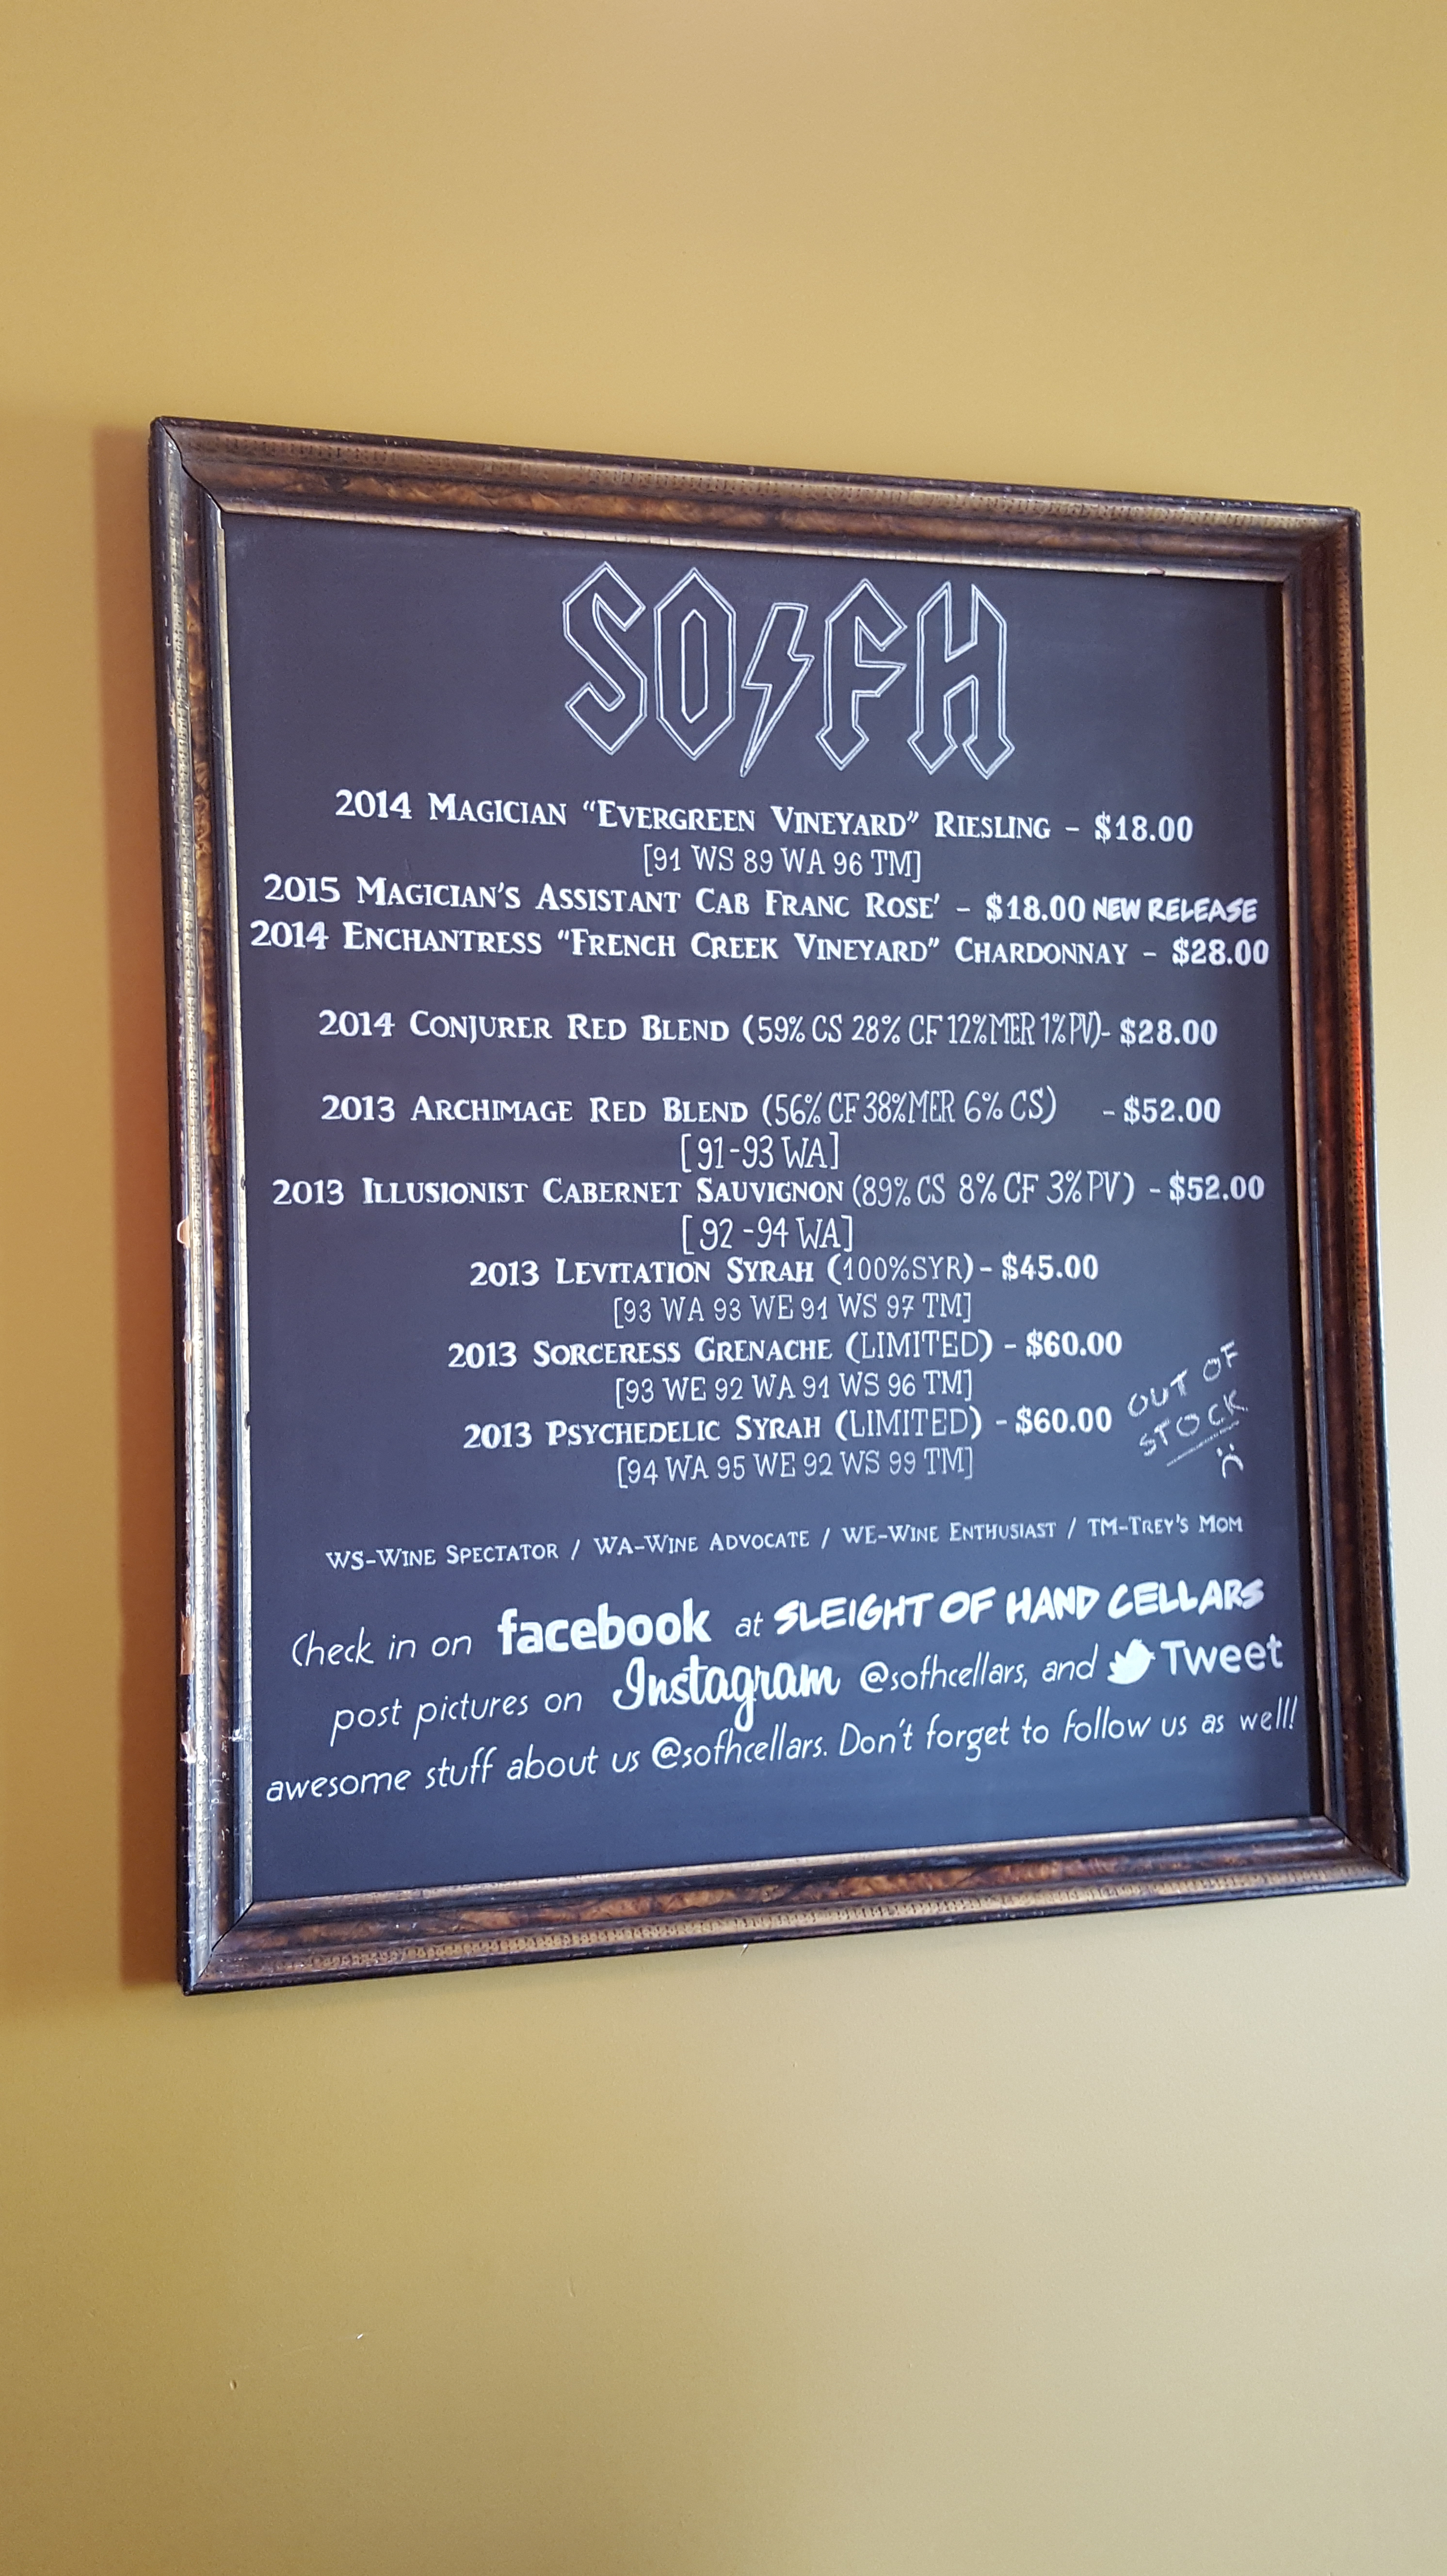 SO⚡FH
2014 MAGICIAN “EVERGREEN VINEYARD” RIESLING – $18.00
[91 WS 89 WA 96 TM]
2015 MAGICIAN'S ASSISTANT CAB FRANC ROSE' – $18.00 NEW RELEASE
2014 ENCHANTRESS “FRENCH CREEK VINEYARD” CHARDONNAY – $28.00
2014 CONJURER RED BLEND (59% CS 28% CF 12% MER 1% PV)- $28.00
2013 ARCHIMAGE RED BLEND (56% CF 38% MER 6% CS) - $52.00
[91-93 WA]
2013 ILLUSIONIST CABERNET SAUVIGNON (89% CS 8% CF 3% PV) - $52.00
[92-94 WA]
2013 LEVITATION SYRAH (100% SYR) - $45.00
[93 WA 93 WE 91 WS 97 TM]
2013 SORCERESS GRENACHE (LIMITED) - $60.00
[93 WE 92 WA 91 WS 96 TM]
2013 PSYCHEDELIC SYRAH (LIMITED) - $60.00 OUT OF STOCK :(
[94 WA 95 WE 92 WS 99 TM]
WS-WINE SPECTATOR / WA-WINE ADVOCATE / WE-WINE ENTHUSIAST / TM-TREY'S MOM
Check in on facebook at SLEIGHT OF HAND CELLARS
post pictures on Instagram @sofhcellars, and Tweet
awesome stuff about us @sofhcellars. Don't forget to follow us as well!